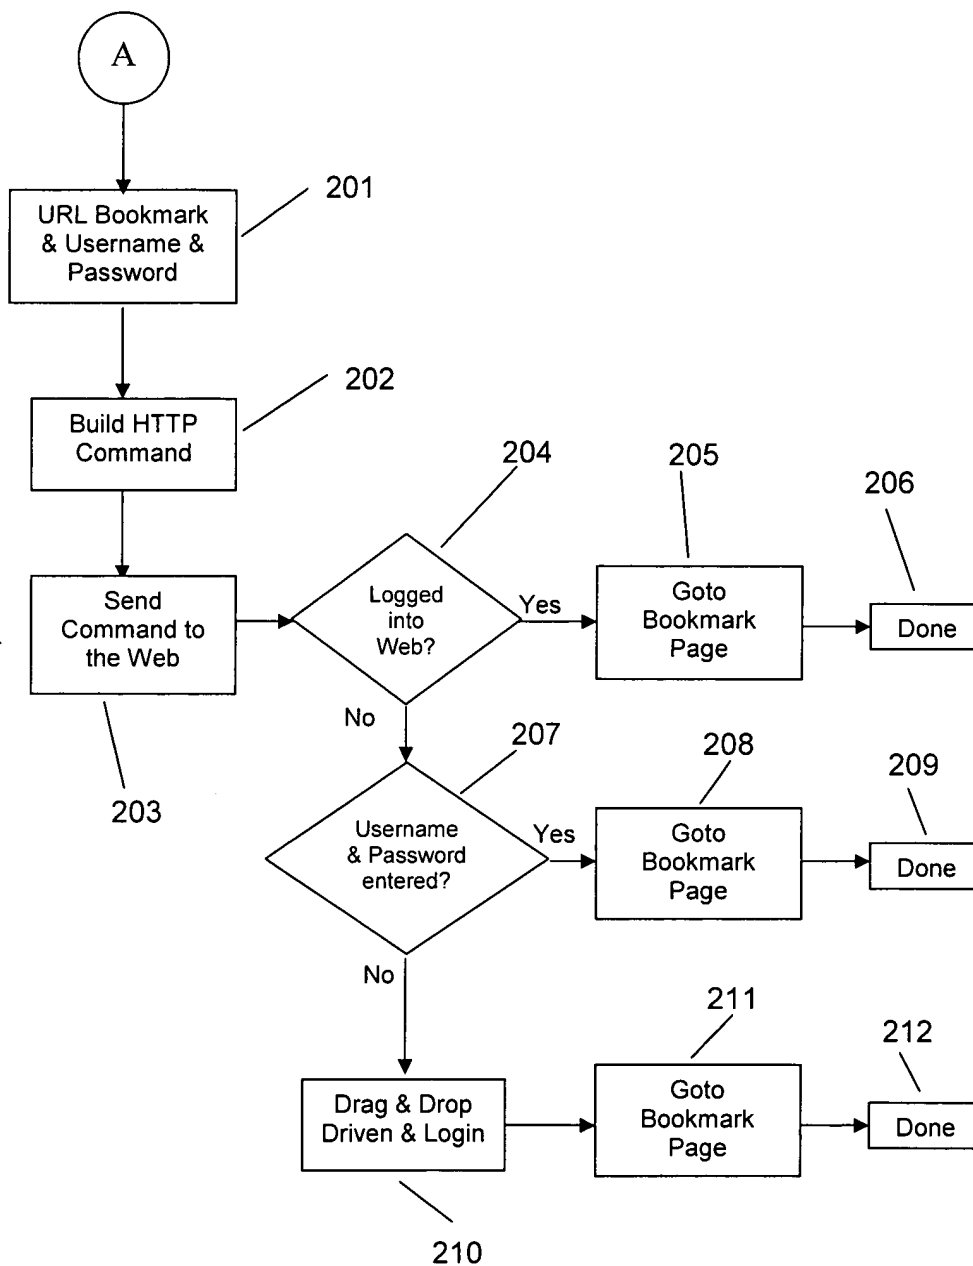 A
201
URL Bookmark
& Username &
Password
202
Build HTTP
Command
204
205
206
Send
Command to
the Web
Logged
into
Web?
Yes
Goto
Bookmark
Page
Done
No
203
207
208
209
Username
& Password
entered?
Yes
Goto
Bookmark
Page
Done
No
211
212
Drag & Drop
Driven & Login
Goto
Bookmark
Page
Done
210